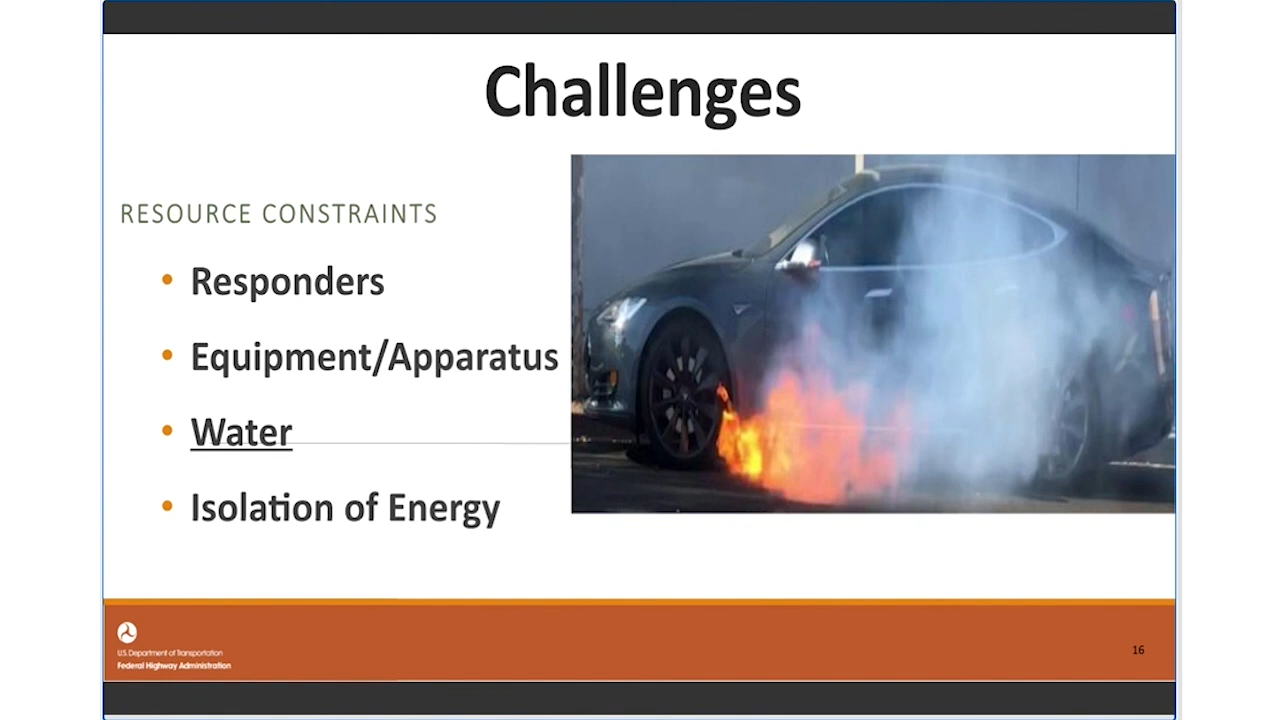 Challenges
RESOURCE CONSTRAINTS
• Responders
• Equipment/Apparatus
• Water
• Isolation of Energy
U.S. Department of Transportation
Federal Highway Administration
16